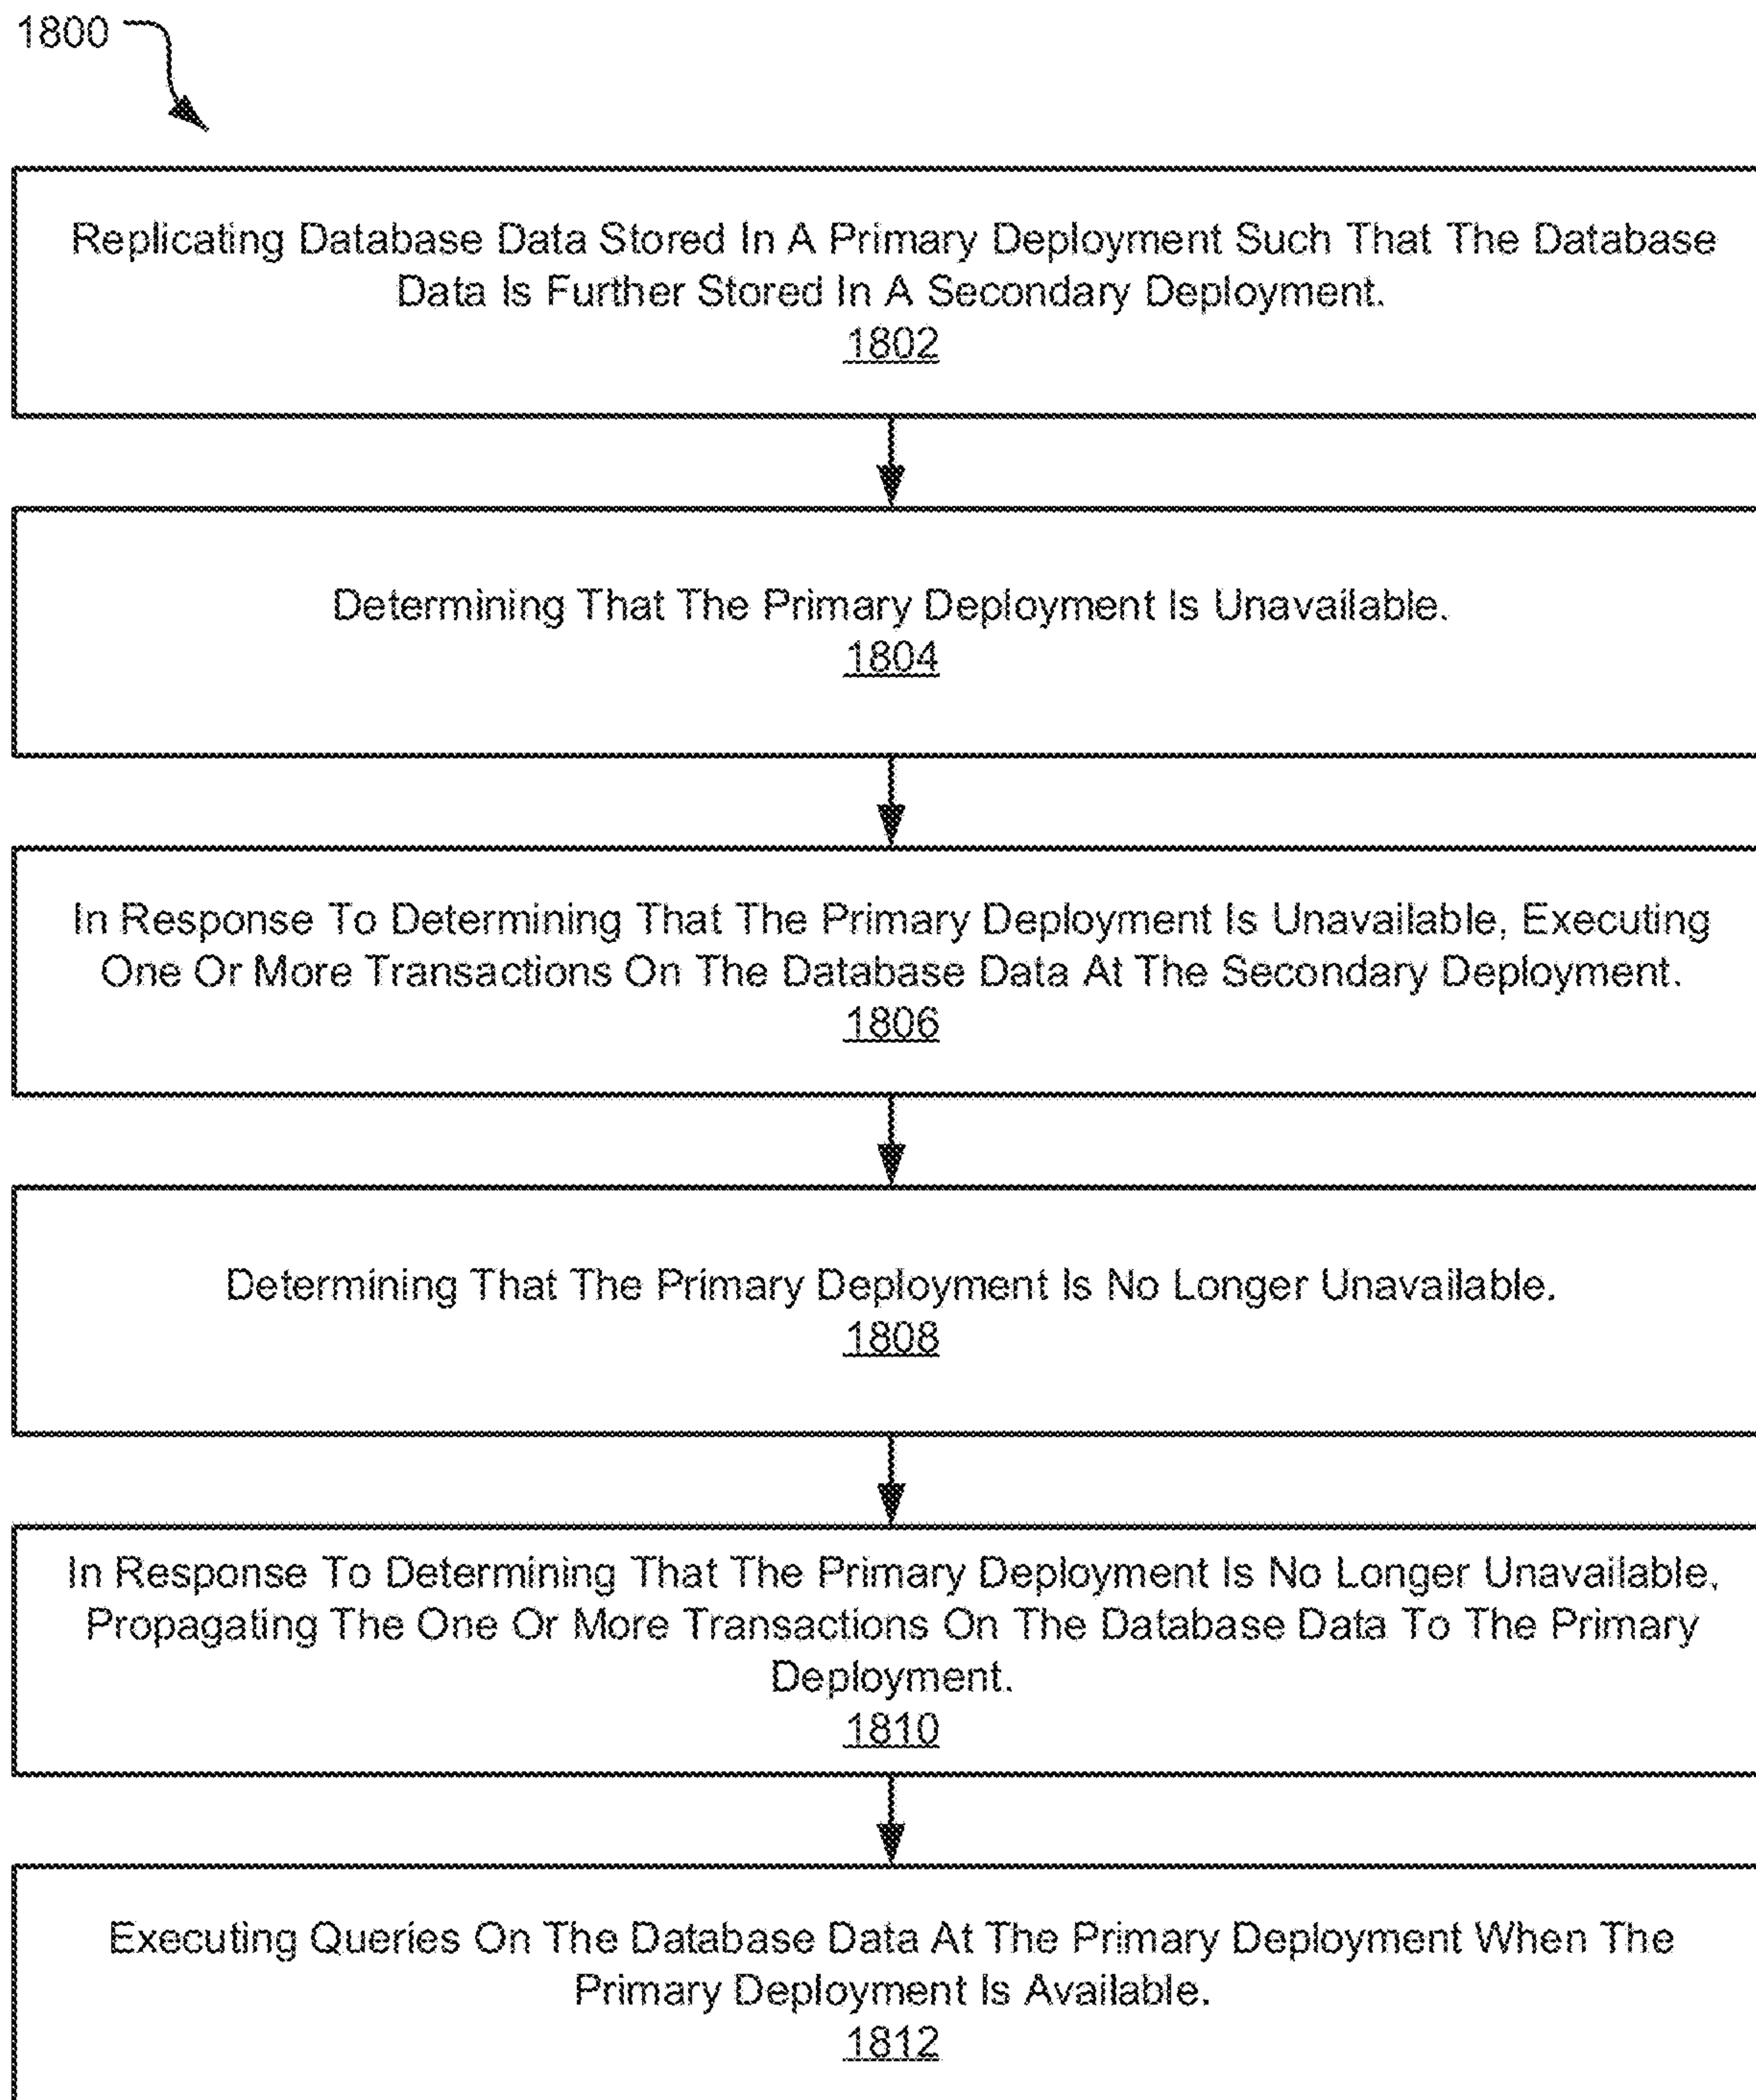 1800
Replicating Database Data Stored In A Primary Deployment Such That The Database
Data Is Further Stored In A Secondary Deployment.
1802
Determining That The Primary Deployment Is Unavailable.
1804
In Response To Determining That The Primary Deployment Is Unavailable, Executing
One Or More Transactions On The Database Data At The Secondary Deployment.
1806
Determining That The Primary Deployment Is No Longer Unavailable.
1808
In Response To Determining That The Primary Deployment Is No Longer Unavailable,
Propagating The One Or More Transactions On The Database Data To The Primary
Deployment.
1810
Executing Queries On The Database Data At The Primary Deployment When The
Primary Deployment Is Available.
1812